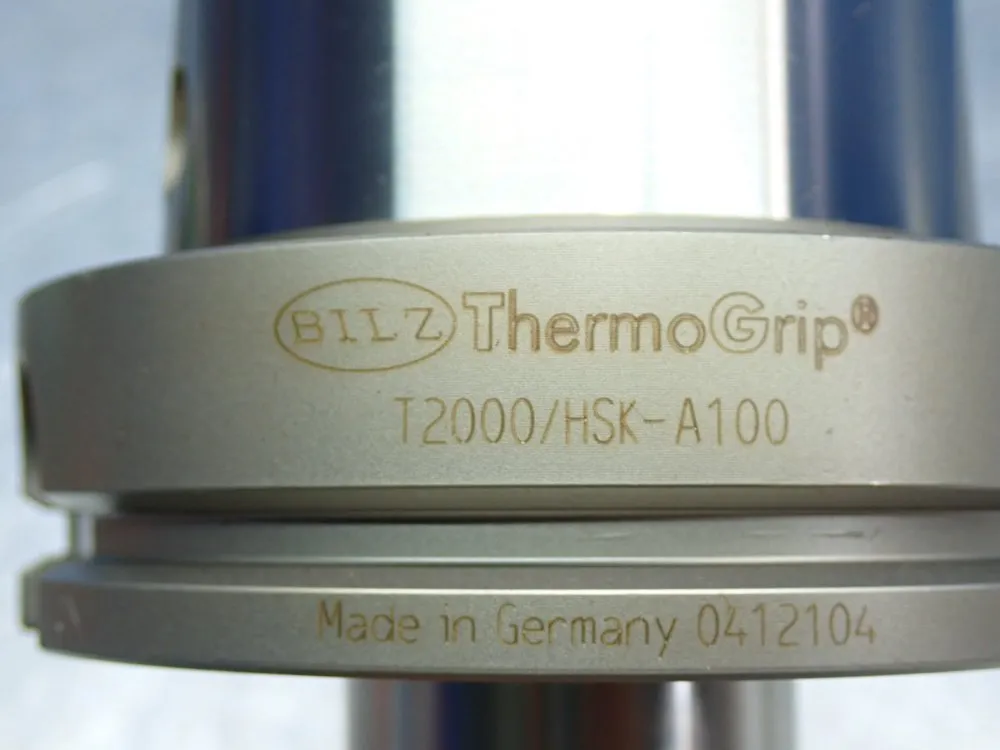 BILZ ThermoGrip®
T2000/HSK-A100
Made in Germany 0412104